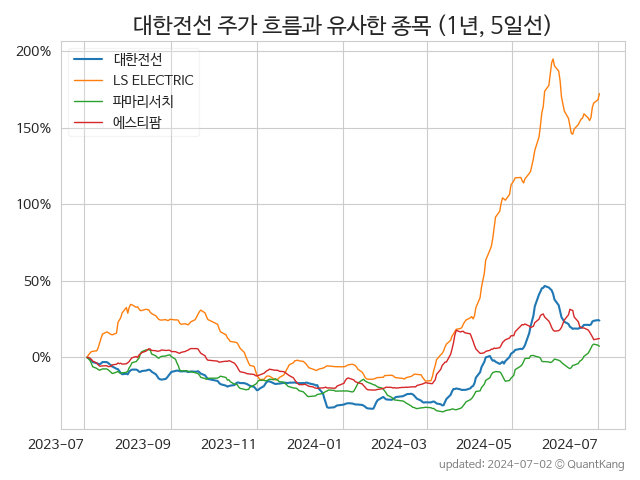 대한전선 주가 흐름과 유사한 종목 (1년, 5일선)
200%
150%
100%
50%
0%
대한전선
LS ELECTRIC
파마리서치
에스티팜
2023-07 2023-09 2023-11 2024-01 2024-03 2024-05 2024-07
updated: 2024-07-02 © QuantKang